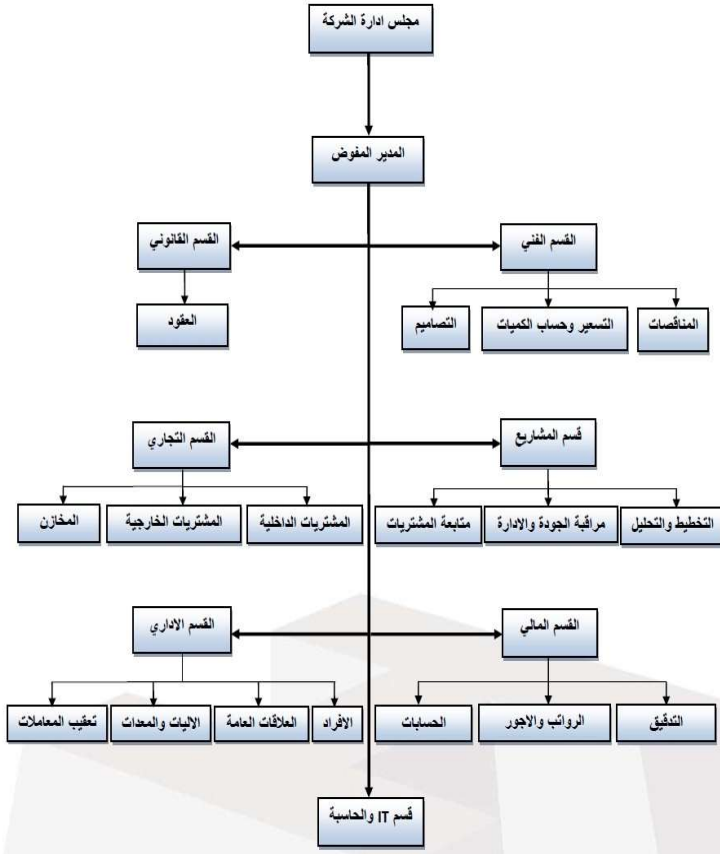 مجلس ادارة الشركة
المدير المفوض
القسم الفني
القسم القانوني
المناقصات
التسعير وحساب الكميات
التصاميم
العقود
قسم المشاريع
القسم التجاري
التخطيط والتحليل
مراقبة الجودة والادارة
متابعة المشتريات
المشتريات الداخلية
المشتريات الخارجية
المخازن
القسم المالي
القسم الاداري
التدقيق
الرواتب والاجور
الحسابات
الافراد
العلاقات العامة
الاليات والمعدات
تعقيب المعاملات
قسم IT والحاسبة